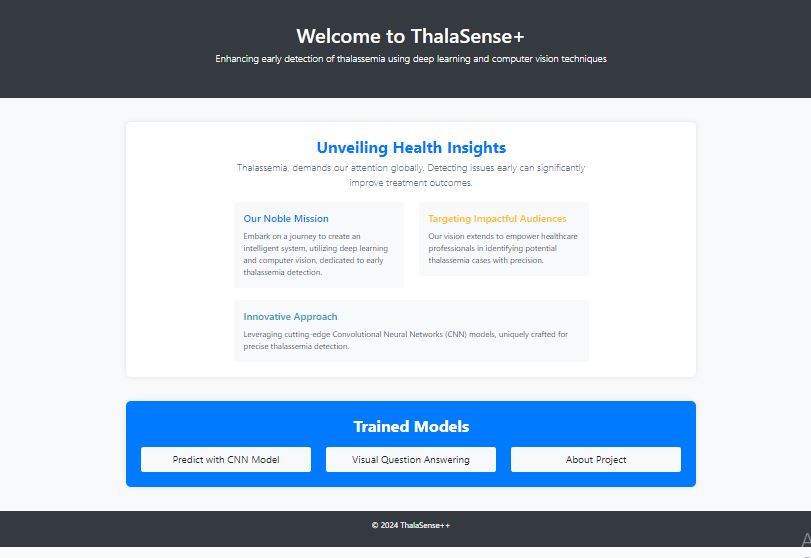 Welcome to ThalaSense+
Enhancing early detection of thalassemia using deep learning and computer vision techniques
Unveiling Health Insights
Thalassemia, demands our attention globally. Detecting issues early can significantly
improve treatment outcomes.
Our Noble Mission
Embark on a journey to create an
intelligent system, utilizing deep learning
and computer vision, dedicated to early
thalassemia detection.
Targeting Impactful Audiences
Our vision extends to empower healthcare
professionals in identifying potential
thalassemia cases with precision.
Innovative Approach
Leveraging cutting-edge Convolutional Neural Networks (CNN) models, uniquely crafted for
precise thalassemia detection.
Trained Models
Predict with CNN Model
Visual Question Answering
About Project
© 2024 ThalaSense++